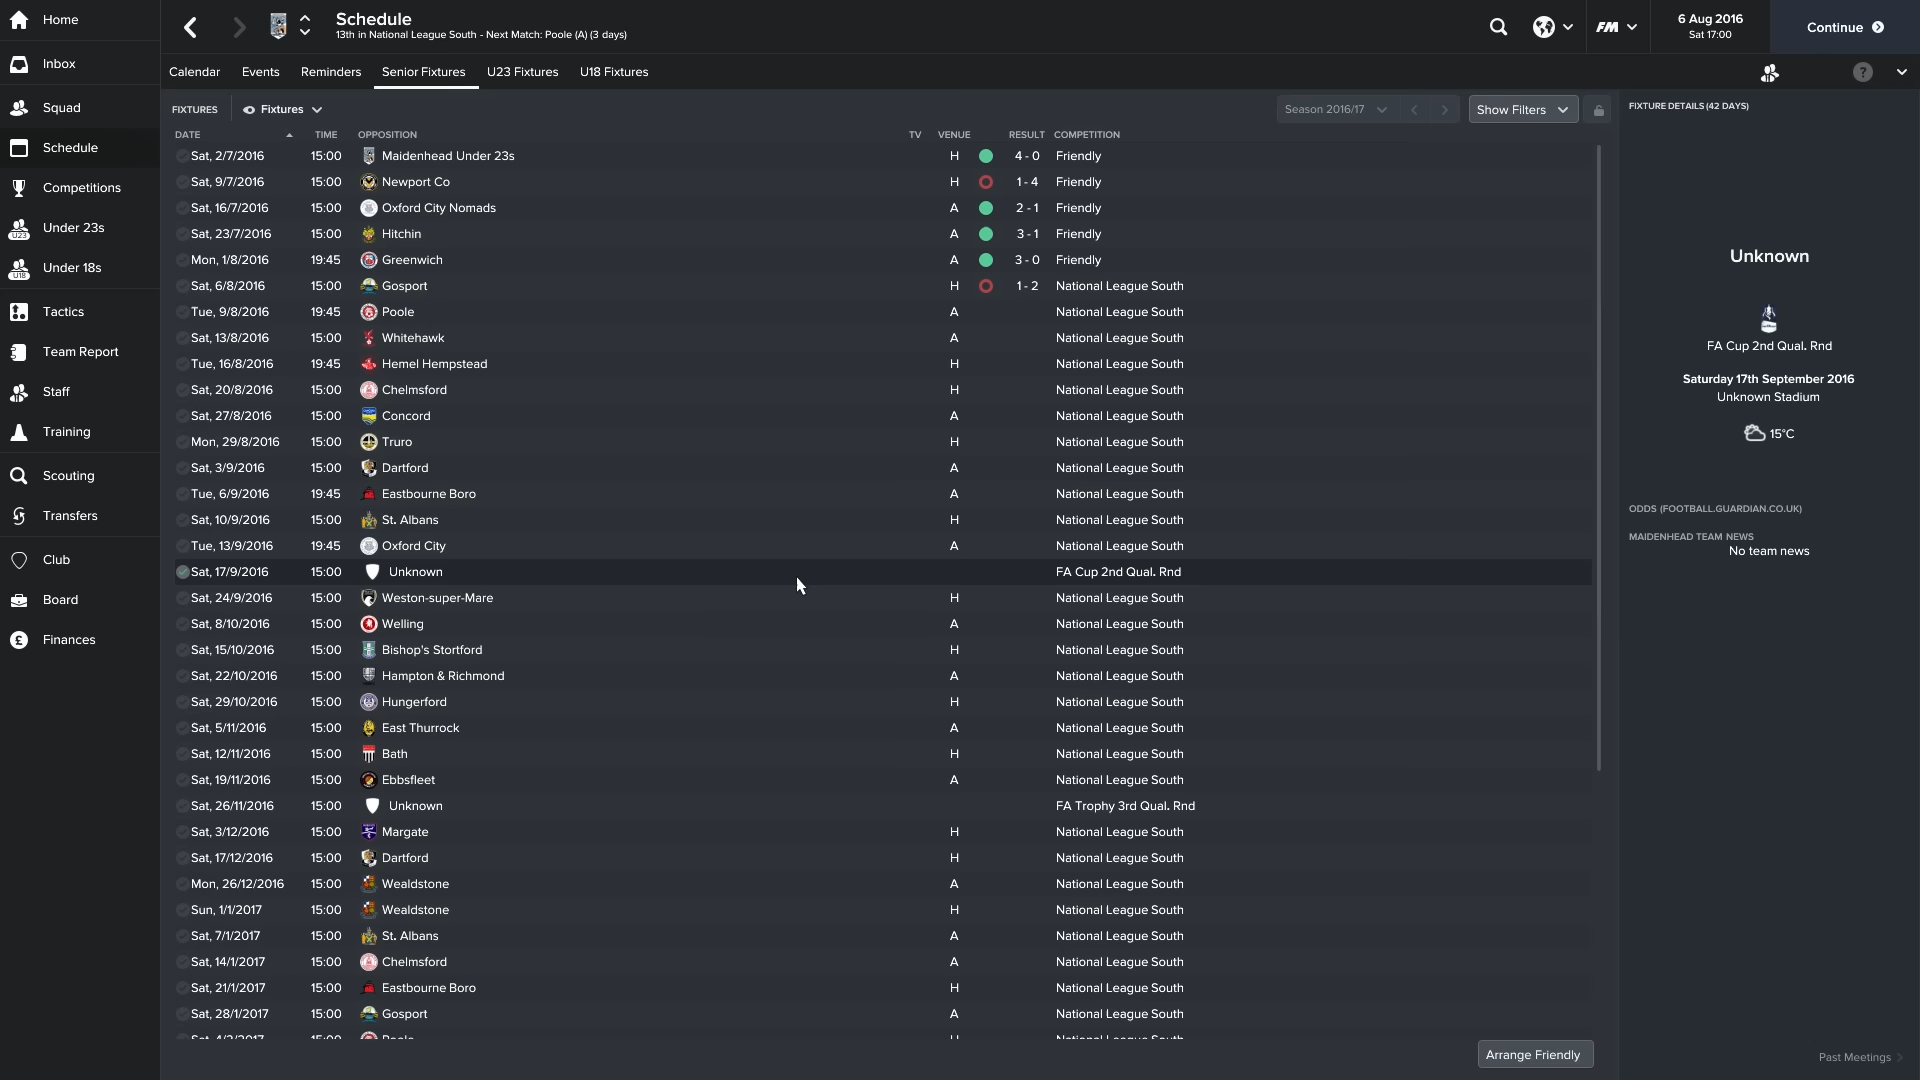 Home
Inbox
Squad
Schedule
Competitions
Under 23s
Under 18s
Tactics
Team Report
Staff
Training
Scouting
Transfers
Club
Board
Finances
Schedule
13th in National League South - Next Match: Poole (A) (3 days)
FM
6 Aug 2016
Sat 17:00
Continue
Calendar Events Reminders Senior Fixtures U23 Fixtures U18 Fixtures
FIXTURES Fixtures Season 2016/17 Show Filters
DATE TIME OPPOSITION TV VENUE RESULT COMPETITION
Sat, 2/7/2016 15:00 Maidenhead Under 23s H 4 - 0 Friendly
Sat, 9/7/2016 15:00 Newport Co H 1 - 4 Friendly
Sat, 16/7/2016 15:00 Oxford City Nomads A 2 - 1 Friendly
Sat, 23/7/2016 15:00 Hitchin A 3 - 1 Friendly
Mon, 1/8/2016 19:45 Greenwich A 3 - 0 Friendly
Sat, 6/8/2016 15:00 Gosport H 1 - 2 National League South
Tue, 9/8/2016 19:45 Poole A National League South
Sat, 13/8/2016 15:00 Whitehawk A National League South
Tue, 16/8/2016 19:45 Hemel Hempstead H National League South
Sat, 20/8/2016 15:00 Chelmsford H National League South
Sat, 27/8/2016 15:00 Concord A National League South
Mon, 29/8/2016 15:00 Truro H National League South
Sat, 3/9/2016 15:00 Dartford A National League South
Tue, 6/9/2016 19:45 Eastbourne Boro A National League South
Sat, 10/9/2016 15:00 St. Albans H National League South
Tue, 13/9/2016 19:45 Oxford City A National League South
Sat, 17/9/2016 15:00 Unknown FA Cup 2nd Qual. Rnd
Sat, 24/9/2016 15:00 Weston-super-Mare H National League South
Sat, 8/10/2016 15:00 Welling A National League South
Sat, 15/10/2016 15:00 Bishop's Stortford H National League South
Sat, 22/10/2016 15:00 Hampton & Richmond A National League South
Sat, 29/10/2016 15:00 Hungerford H National League South
Sat, 5/11/2016 15:00 East Thurrock A National League South
Sat, 12/11/2016 15:00 Bath H National League South
Sat, 19/11/2016 15:00 Ebbsfleet A National League South
Sat, 26/11/2016 15:00 Unknown FA Trophy 3rd Qual. Rnd
Sat, 3/12/2016 15:00 Margate H National League South
Sat, 17/12/2016 15:00 Dartford H National League South
Mon, 26/12/2016 15:00 Wealdstone A National League South
Sun, 1/1/2017 15:00 Wealdstone H National League South
Sat, 7/1/2017 15:00 St. Albans A National League South
Sat, 14/1/2017 15:00 Chelmsford A National League South
Sat, 21/1/2017 15:00 Eastbourne Boro H National League South
Sat, 28/1/2017 15:00 Gosport A National League South
Sat, 4/2/2017 15:00 Poole H National League South
Arrange Friendly
FIXTURE DETAILS (42 DAYS)
Unknown
FA Cup 2nd Qual. Rnd
Saturday 17th September 2016
Unknown Stadium
15°C
ODDS (FOOTBALL.GUARDIAN.CO.UK)
MAIDENHEAD TEAM NEWS
No team news
Past Meetings